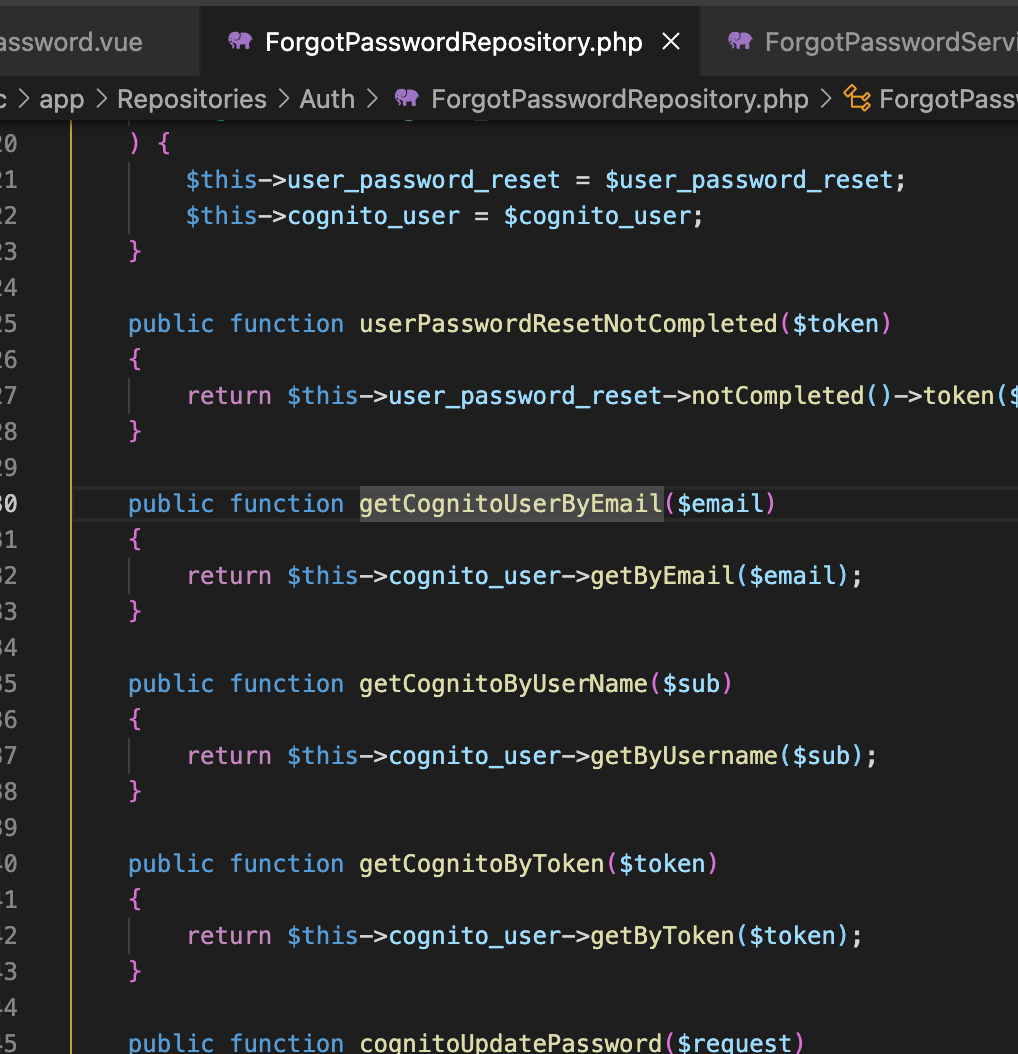 assword.vue
ForgotPasswordRepository.php ×
ForgotPasswordServi
c > app > Repositories > Auth > ForgotPasswordRepository.php > ForgotPassw
20 ) {
21 $this->user_password_reset = $user_password_reset;
22 $this->cognito_user = $cognito_user;
23 }
24
25 public function userPasswordResetNotCompleted($token)
26 {
27 return $this->user_password_reset->notCompleted()->token($
28 }
29
30 public function getCognitoUserByEmail($email)
31 {
32 return $this->cognito_user->getByEmail($email);
33 }
34
35 public function getCognitoByUserName($sub)
36 {
37 return $this->cognito_user->getByUsername($sub);
38 }
39
40 public function getCognitoByToken($token)
41 {
42 return $this->cognito_user->getByToken($token);
43 }
44
45 public function cognitoUpdatePassword($request)